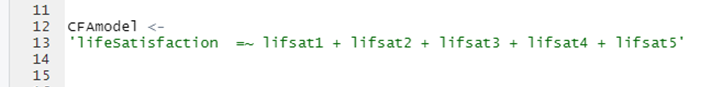 11
12 CFAmodel <-
13 'lifeSatisfaction =~ lifsat1 + lifsat2 + lifsat3 + lifsat4 + lifsat5'
14
15